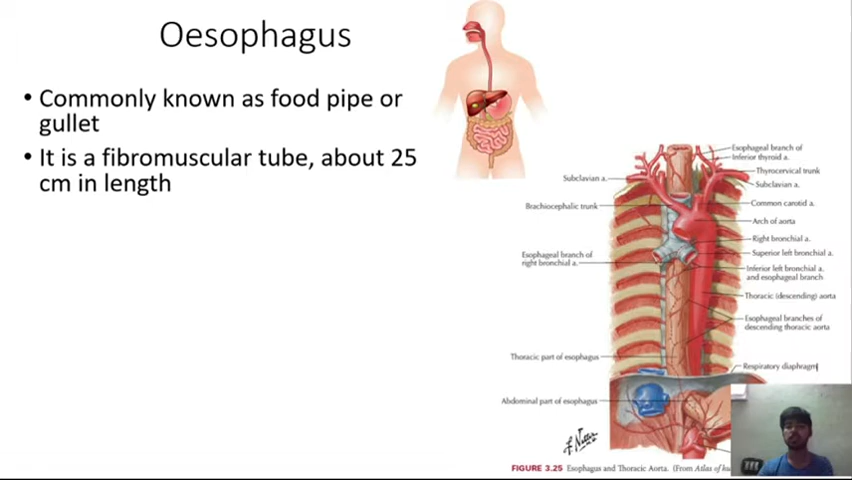 Oesophagus
• Commonly known as food pipe or
gullet
• It is a fibromuscular tube, about 25
cm in length
Esophageal branch of
inferior thyroid a.
Thyrocervical trunk
Subclavian a.
Subclavian a.
Common carotid a.
Brachiocephalic trunk
Arch of aorta
Right bronchial a.
Superior left bronchial a.
Esophageal branch of
right bronchial a.
Inferior left bronchial a.
and esophageal branch
Thoracic (descending) aorta
Esophageal branches of
descending thoracic aorta
Thoracic part of esophagus
Respiratory diaphragm
Abdominal part of esophagus
F. Netter
FIGURE 3.25 Esophagus and Thoracic Aorta. (From Atlas of